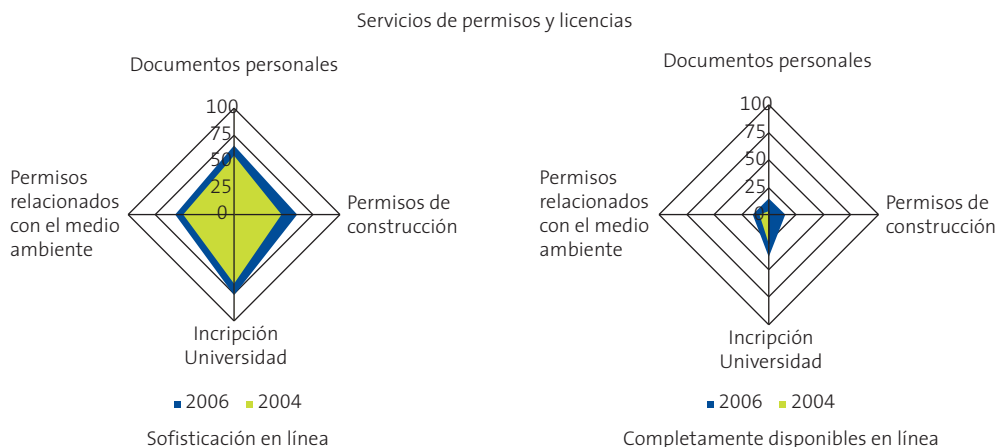 Servicios de permisos y licencias
Documentos personales
100
75
50
25
0
Permisos
relacionados
con el medio
ambiente
Permisos de
construcción
Incripción
Universidad
2006 2004
Sofisticación en línea
Documentos personales
100
75
50
25
0
Permisos
relacionados
con el medio
ambiente
Permisos de
construcción
Incripción
Universidad
2006 2004
Completamente disponibles en línea